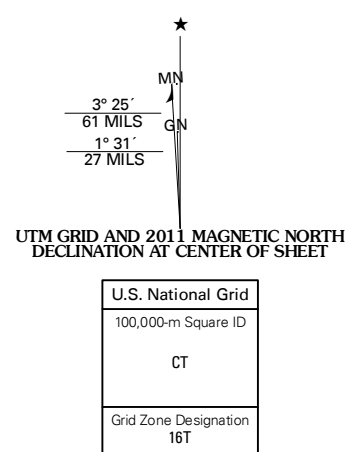 ★
MN
3° 25´
61 MILS
GN
1° 31´
27 MILS
UTM GRID AND 2011 MAGNETIC NORTH
DECLINATION AT CENTER OF SHEET
U.S. National Grid
100,000-m Square ID
CT
Grid Zone Designation
16T